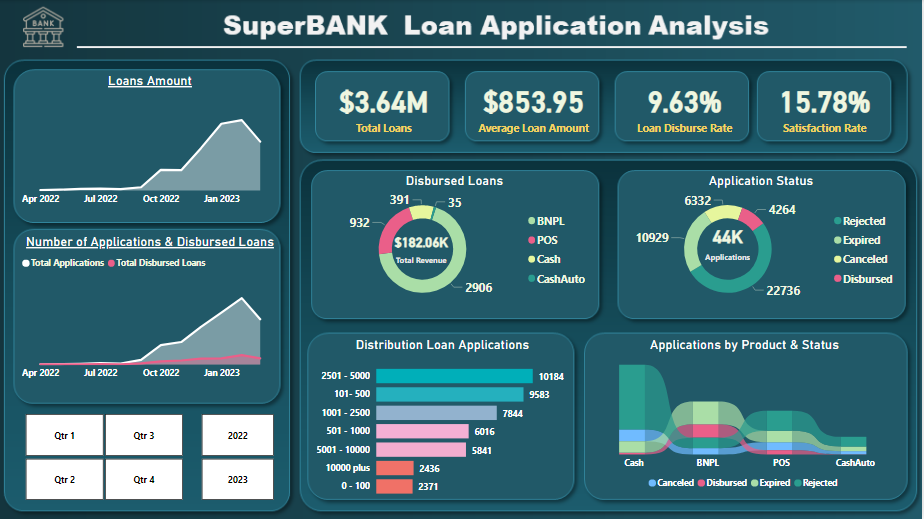 BANK
SuperBANK Loan Application Analysis
Loans Amount
Apr 2022 Jul 2022 Oct 2022 Jan 2023
Number of Applications & Disbursed Loans
Total Applications Total Disbursed Loans
Apr 2022 Jul 2022 Oct 2022 Jan 2023
Qtr 1 Qtr 3 2022
Qtr 2 Qtr 4 2023
$3.64M
Total Loans
$853.95
Average Loan Amount
9.63%
Loan Disburse Rate
15.78%
Satisfaction Rate
Disbursed Loans
391
35
932
$182.06K
Total Revenue
2906
BNPL
POS
Cash
CashAuto
Application Status
6332
4264
10929
44K
Applications
22736
Rejected
Expired
Canceled
Disbursed
Distribution Loan Applications
2501 - 5000 10184
101- 500 9583
1001 - 2500 7844
501 - 1000 6016
5001 - 10000 5841
10000 plus 2436
0 - 100 2371
Applications by Product & Status
Cash BNPL POS CashAuto
Canceled Disbursed Expired Rejected